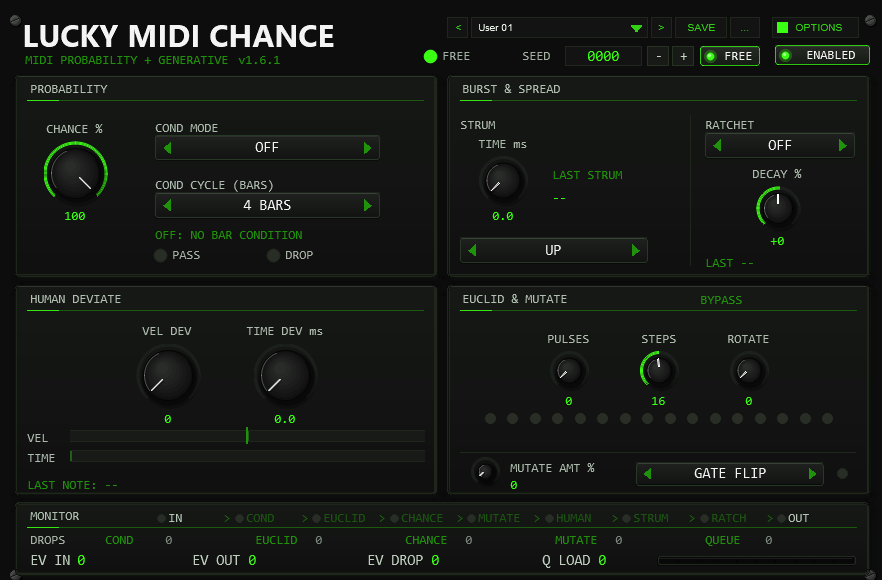 LUCKY MIDI CHANCE
MIDI PROBABILITY + GENERATIVE v1.6.1
< User 01 > SAVE ... OPTIONS
FREE SEED 0000 - + FREE ENABLED
PROBABILITY
CHANCE %
100
COND MODE
OFF
COND CYCLE (BARS)
4 BARS
OFF: NO BAR CONDITION
PASS DROP
BURST & SPREAD
STRUM
TIME ms
0.0
LAST STRUM
--
UP
RATCHET
OFF
DECAY %
+0
LAST --
HUMAN DEVIATE
VEL DEV TIME DEV ms
0 0.0
VEL
TIME
LAST NOTE: --
EUCLID & MUTATE BYPASS
PULSES STEPS ROTATE
0 16 0
MUTATE AMT %
0
GATE FLIP
MONITOR IN > COND > EUCLID > CHANCE > MUTATE > HUMAN > STRUM > RATCH > OUT
DROPS COND 0 EUCLID 0 CHANCE 0 MUTATE 0 QUEUE 0
EV IN 0 EV OUT 0 EV DROP 0 Q LOAD 0